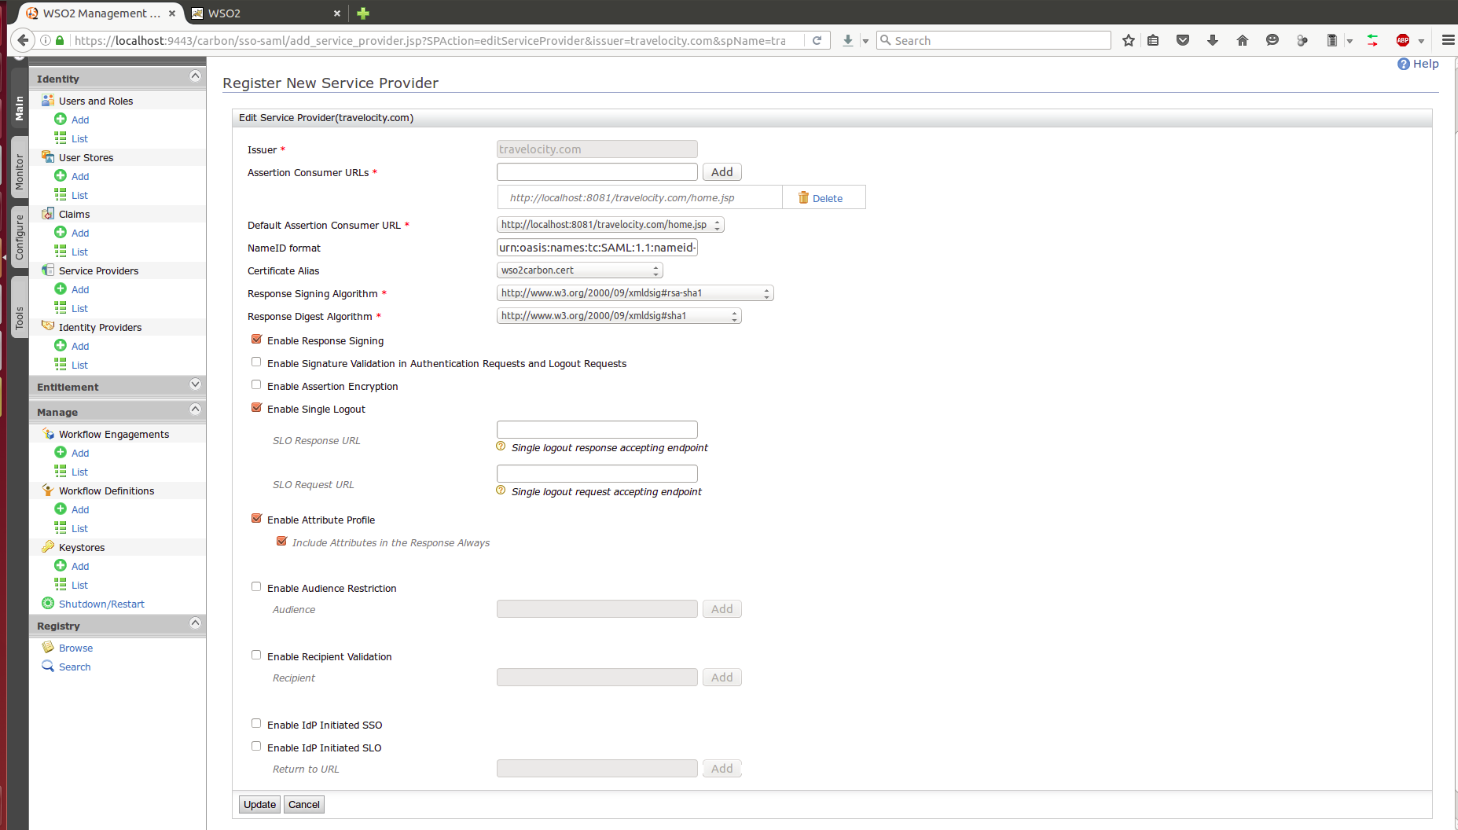 WSO2 Management ...
WSO2
https://localhost:9443/carbon/sso-saml/add_service_provider.jsp?SPAction=editServiceProvider&issuer=travelocity.com&spName=tra
Search
ABP
Help
Main
Monitor
Configure
Tools
Identity
Users and Roles
Add
List
User Stores
Add
List
Claims
Add
List
Service Providers
Add
List
Identity Providers
Add
List
Entitlement
Manage
Workflow Engagements
Add
List
Workflow Definitions
Add
List
Keystores
Add
List
Shutdown/Restart
Registry
Browse
Search
Register New Service Provider
Edit Service Provider(travelocity.com)
Issuer * travelocity.com
Assertion Consumer URLs * Add
http://localhost:8081/travelocity.com/home.jsp Delete
Default Assertion Consumer URL * http://localhost:8081/travelocity.com/home.jsp
NameID format urn:oasis:names:tc:SAML:1.1:nameid-
Certificate Alias wso2carbon.cert
Response Signing Algorithm * http://www.w3.org/2000/09/xmldsig#rsa-sha1
Response Digest Algorithm * http://www.w3.org/2000/09/xmldsig#sha1
Enable Response Signing
Enable Signature Validation in Authentication Requests and Logout Requests
Enable Assertion Encryption
Enable Single Logout
SLO Response URL
Single logout response accepting endpoint
SLO Request URL
Single logout request accepting endpoint
Enable Attribute Profile
Include Attributes in the Response Always
Enable Audience Restriction
Audience Add
Enable Recipient Validation
Recipient Add
Enable IdP Initiated SSO
Enable IdP Initiated SLO
Return to URL Add
Update Cancel